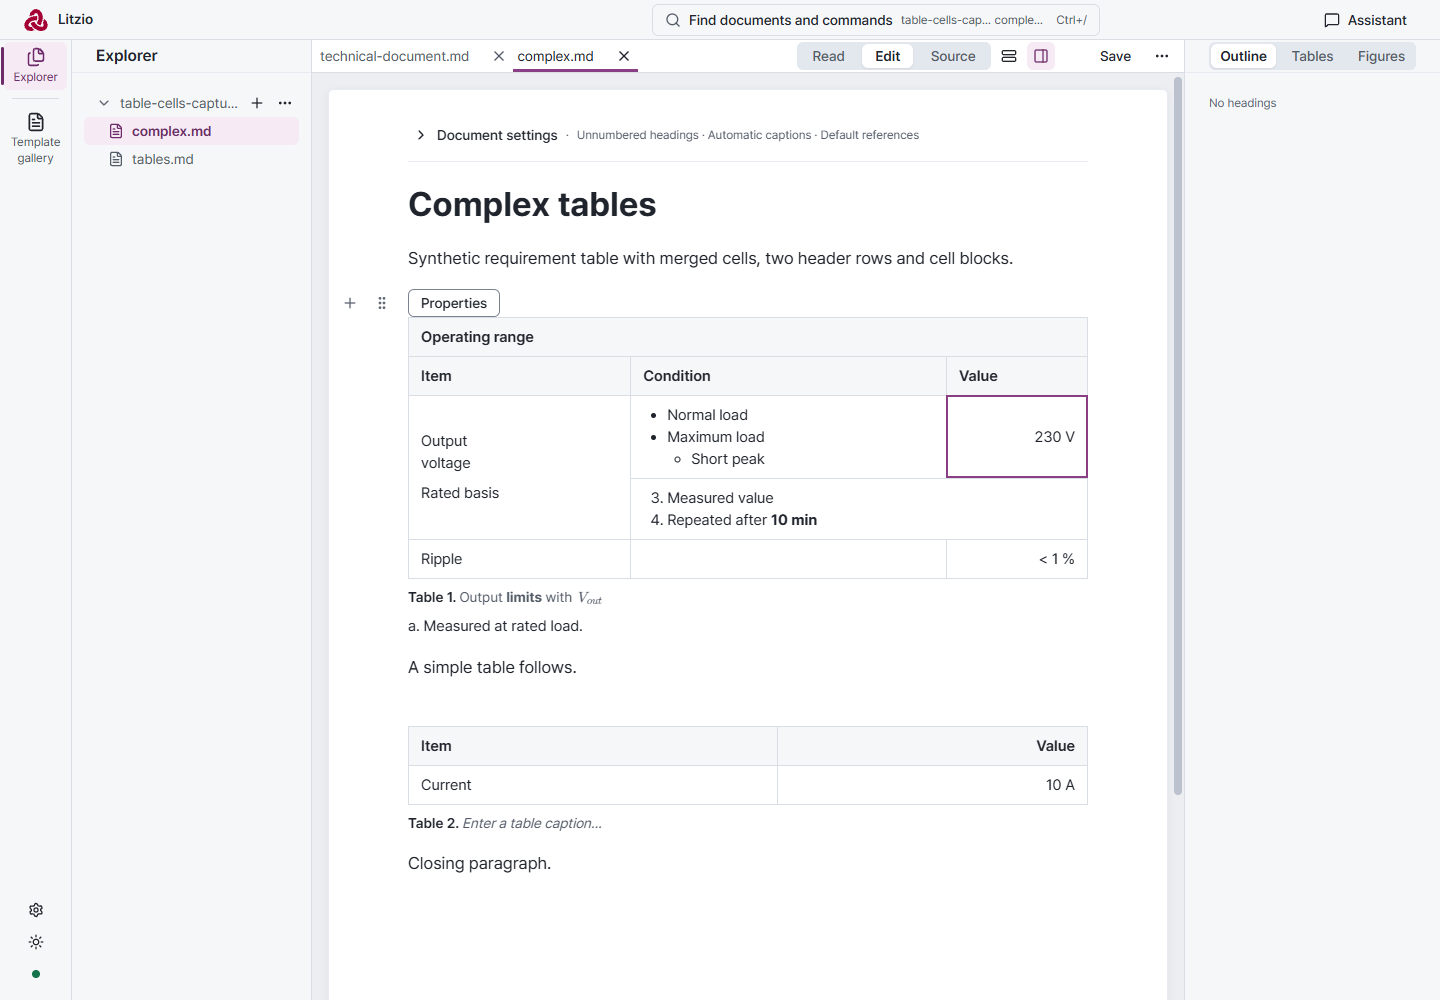 Litzio
Find documents and commands table-cells-cap... comple... Ctrl+/
Assistant
Explorer
Template
gallery
Explorer
table-cells-captu...
complex.md
tables.md
technical-document.md
complex.md
Read
Edit
Source
Save
Document settings · Unnumbered headings · Automatic captions · Default references
Complex tables
Synthetic requirement table with merged cells, two header rows and cell blocks.
Properties
Operating range
Item
Condition
Value
Output
voltage
Rated basis
• Normal load
• Maximum load
◦ Short peak
230 V
3. Measured value
4. Repeated after 10 min
Ripple
< 1 %
Table 1. Output limits with Vout
a. Measured at rated load.
A simple table follows.
Item
Value
Current
10 A
Table 2. Enter a table caption...
Closing paragraph.
Outline
Tables
Figures
No headings